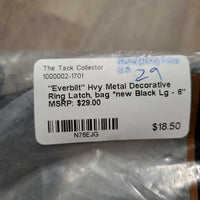 29
The Tack Collector
1000002-1701
"Everbilt" Hvy Metal Decorative
Ring Latch, bag *new Black Lg - 6"
MSRP: $29.00
$18.50
N76EJG